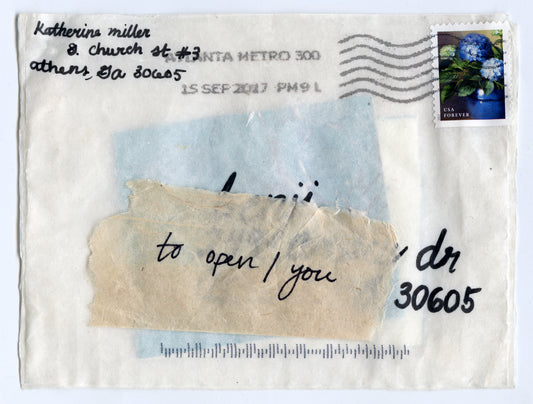 Katherine miller
8. church st #3
athens, Ga 30605
ATLANTA METRO 300
15 SEP 2017 PM 9 L
USA
FOREVER
to open / you
dr
30605